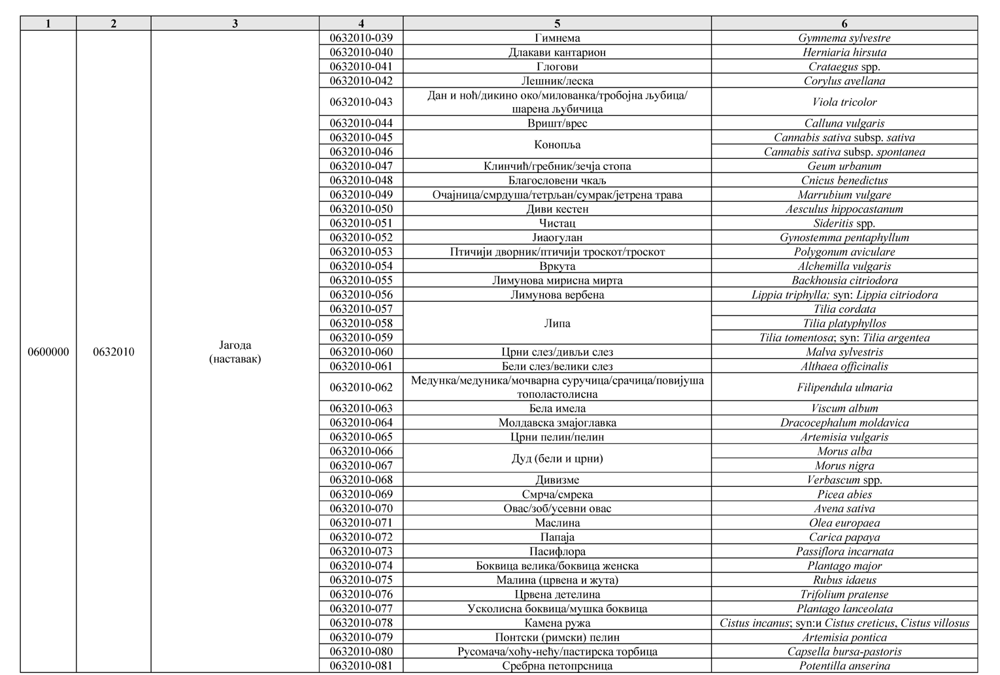 1 2 3 4 5 6
0632010-039 Гимнема Gymnema sylvestre
0632010-040 Длакави кантарион Herniaria hirsuta
0632010-041 Глогови Crataegus spp.
0632010-042 Лешник/леска Corylus avellana
0632010-043 Дан и ноћ/дикино око/милованка/тробојна љубица/
шарена љубичица Viola tricolor
0632010-044 Вришт/врес Calluna vulgaris
0632010-045 Конопља Cannabis sativa subsp. sativa
0632010-046 Cannabis sativa subsp. spontanea
0632010-047 Клинчић/гребник/зечја стопа Geum urbanum
0632010-048 Благословени чкаљ Cnicus benedictus
0632010-049 Очајница/смрдуша/тетрљан/сумрак/јетрена трава Marrubium vulgare
0632010-050 Диви кестен Aesculus hippocastanum
0632010-051 Чистац Sideritis spp.
0632010-052 Јиаогулан Gynostemma pentaphyllum
0632010-053 Птичији дворник/птичији троскот/троскот Polygonum aviculare
0632010-054 Вркута Alchemilla vulgaris
0632010-055 Лимунова мирисна мирта Backhousia citriodora
0632010-056 Лимунова вербена Lippia triphylla; syn: Lippia citriodora
0632010-057 Tilia cordata
0632010-058 Липа Tilia platyphyllos
0632010-059 Tilia tomentosa; syn: Tilia argentea
0600000 0632010 Јагода
(наставак)
0632010-060 Црни слез/дивљи слез Malva sylvestris
0632010-061 Бели слез/велики слез Althaea officinalis
0632010-062 Медунка/медуника/мочварна суручица/срачица/повијуша
тополастолисна Filipendula ulmaria
0632010-063 Бела имела Viscum album
0632010-064 Молдавска змајоглавка Dracocephalum moldavica
0632010-065 Црни пелин/пелин Artemisia vulgaris
0632010-066 Дуд (бели и црни) Morus alba
0632010-067 Morus nigra
0632010-068 Дивизме Verbascum spp.
0632010-069 Смрча/смрека Picea abies
0632010-070 Овас/зоб/усевни овас Avena sativa
0632010-071 Маслина Olea europaea
0632010-072 Папаја Carica papaya
0632010-073 Пасифлора Passiflora incarnata
0632010-074 Боквица велика/боквица женска Plantago major
0632010-075 Малина (црвена и жута) Rubus idaeus
0632010-076 Црвена детелина Trifolium pratense
0632010-077 Усколисна боквица/мушка боквица Plantago lanceolata
0632010-078 Камена ружа Cistus incanus; syn:и Cistus creticus, Cistus villosus
0632010-079 Понтски (римски) пелин Artemisia pontica
0632010-080 Русомача/хоћу-нећу/пастирска торбица Capsella bursa-pastoris
0632010-081 Сребрна петопрсница Potentilla anserina